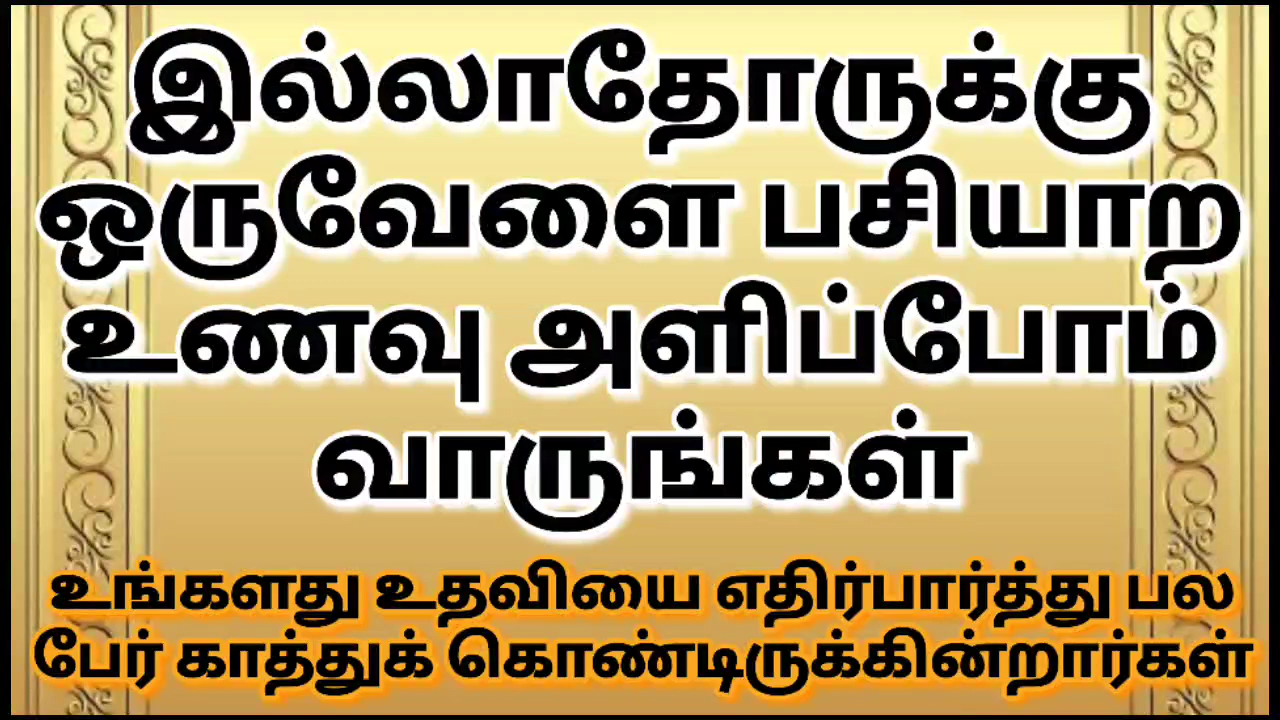 இல்லாதோருக்கு
ஒருவேளை பசியாற
உணவு அளிப்போம்
வாருங்கள்
உங்களது உதவியை எதிர்பார்த்து பல
பேர் காத்துக் கொண்டிருக்கின்றார்கள்